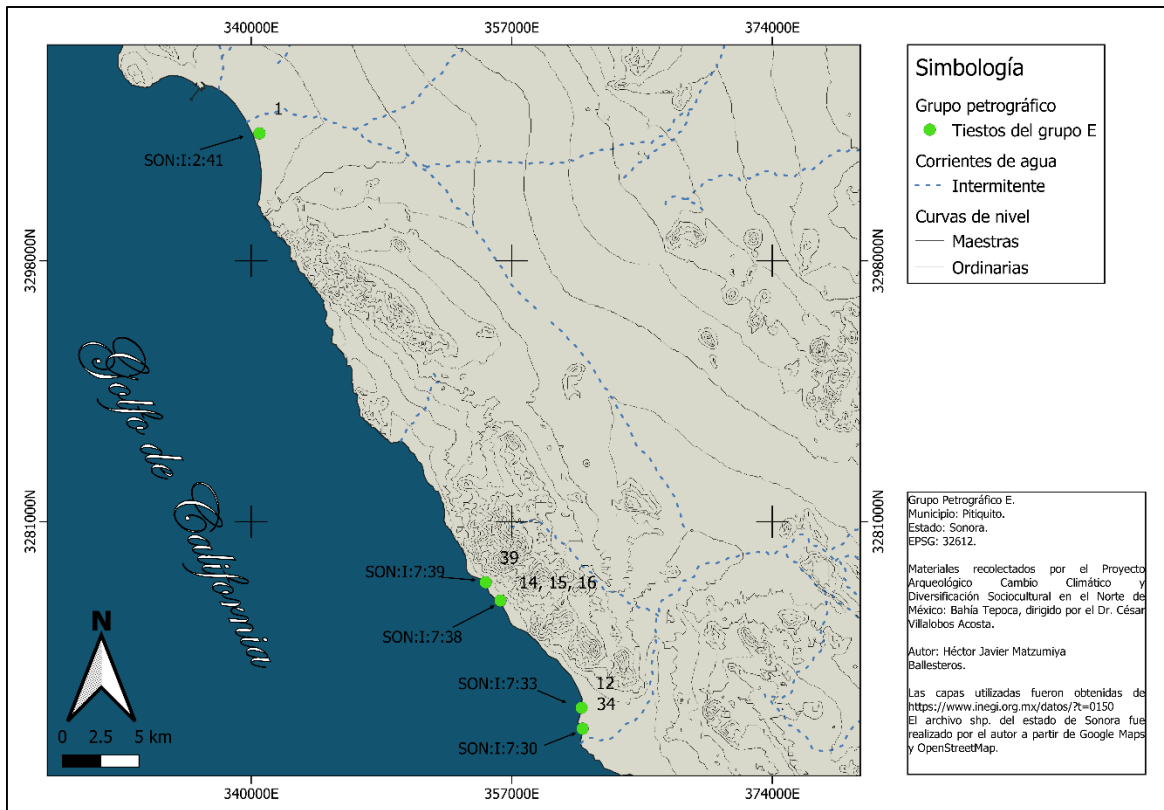 340000E
357000E
374000E
1
SON:I:2:41
3298000N
3298000N
Golfo de California
3281000N
3281000N
39
SON:I:7:39
14, 15, 16
SON:I:7:38
12
SON:I:7:33
34
SON:I:7:30
N
0 2.5 5 km
340000E
357000E
374000E
Simbología
Grupo petrográfico
Tiestos del grupo E
Corrientes de agua
Intermitente
Curvas de nivel
Maestras
Ordinarias
Grupo Petrográfico E.
Municipio: Pitiquito.
Estado: Sonora.
EPSG: 32612.
Materiales recolectados por el Proyecto
Arqueológico Cambio Climático y
Diversificación Sociocultural en el Norte de
México: Bahía Tepoca, dirigido por el Dr. César
Villalobos Acosta.
Autor: Héctor Javier Matzumiya
Ballesteros.
Las capas utilizadas fueron obtenidas de
https://www.inegi.org.mx/datos/?t=0150
El archivo shp. del estado de Sonora fue
realizado por el autor a partir de Google Maps
y OpenStreetMap.